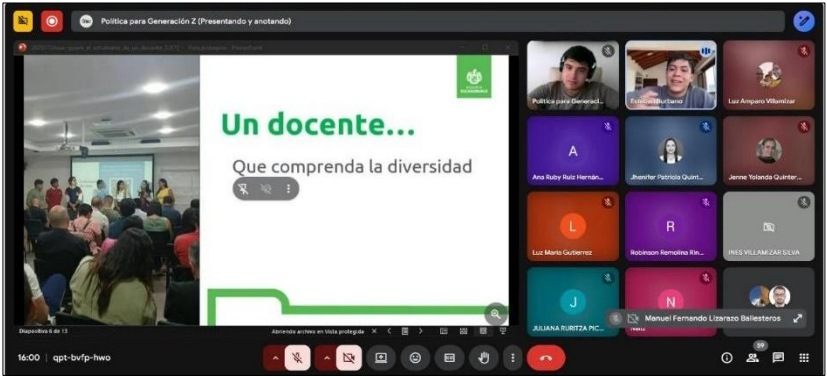 Política para Generación Z (Presentando y anotando)
BUCARAMANGA
Un docente...
Que comprenda la diversidad
Diapositiva 6 de 13
Abriendo archivo en Vista protegida
Política para Generaci...
Esteban Burbano
Luz Amparo Villamizar
A
Ana Ruby Ruiz Hernán...
Jhenifer Patricia Quint...
Jenne Yolanda Quinter...
L
Luz Maria Gutierrez
R
Robinson Remolina Rin...
INES VILLAMIZAR SILVA
J
JULIANA RURITZA PIC...
N
Manuel Fernando Lizarazo Ballesteros
16:00 | qpt-bvfp-hwo
59